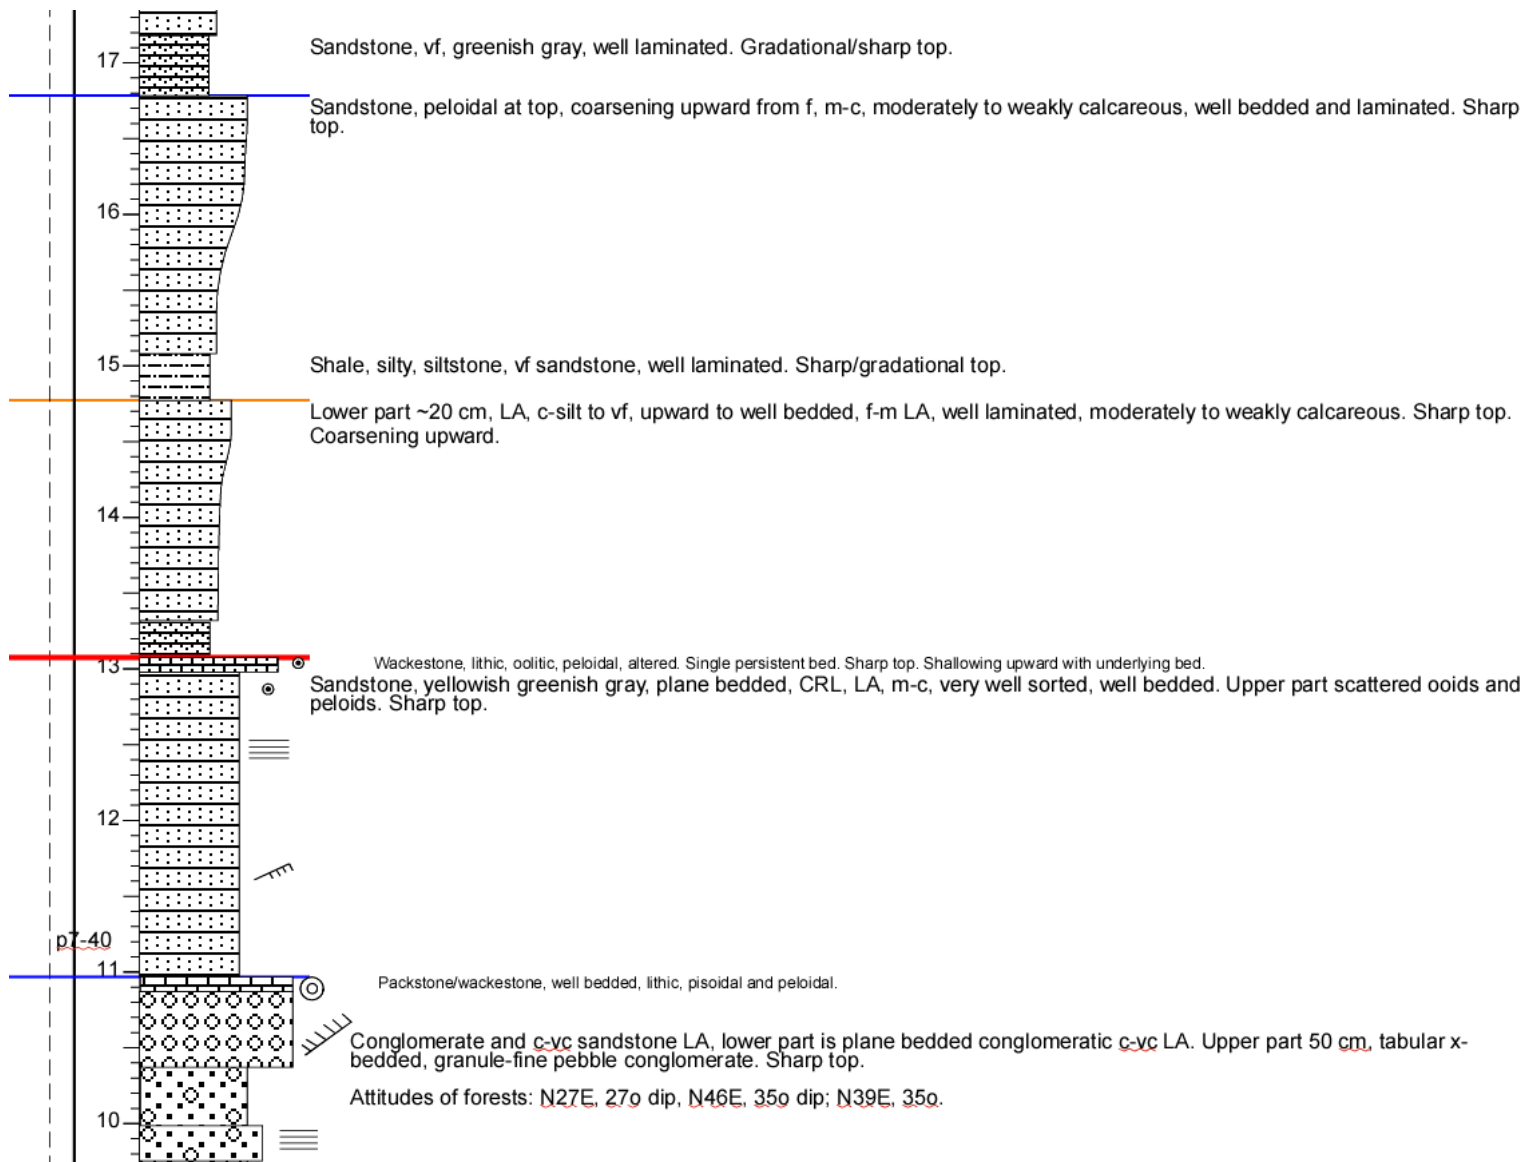 17
Sandstone, vf, greenish gray, well laminated. Gradational/sharp top.
Sandstone, peloidal at top, coarsening upward from f, m-c, moderately to weakly calcareous, well bedded and laminated. Sharp
top.
16
15
Shale, silty, siltstone, vf sandstone, well laminated. Sharp/gradational top.
Lower part ~20 cm, LA, c-silt to vf, upward to well bedded, f-m LA, well laminated, moderately to weakly calcareous. Sharp top.
Coarsening upward.
14
13
Wackestone, lithic, oolitic, peloidal, altered. Single persistent bed. Sharp top. Shallowing upward with underlying bed.
Sandstone, yellowish greenish gray, plane bedded, CRL, LA, m-c, very well sorted, well bedded. Upper part scattered ooids and
peloids. Sharp top.
12
p7-40
11
Packstone/wackestone, well bedded, lithic, pisoidal and peloidal.
Conglomerate and c-vc sandstone LA, lower part is plane bedded conglomeratic c-vc LA. Upper part 50 cm, tabular x-
bedded, granule-fine pebble conglomerate. Sharp top.
Attitudes of forests: N27E, 27o dip, N46E, 35o dip; N39E, 35o.
10